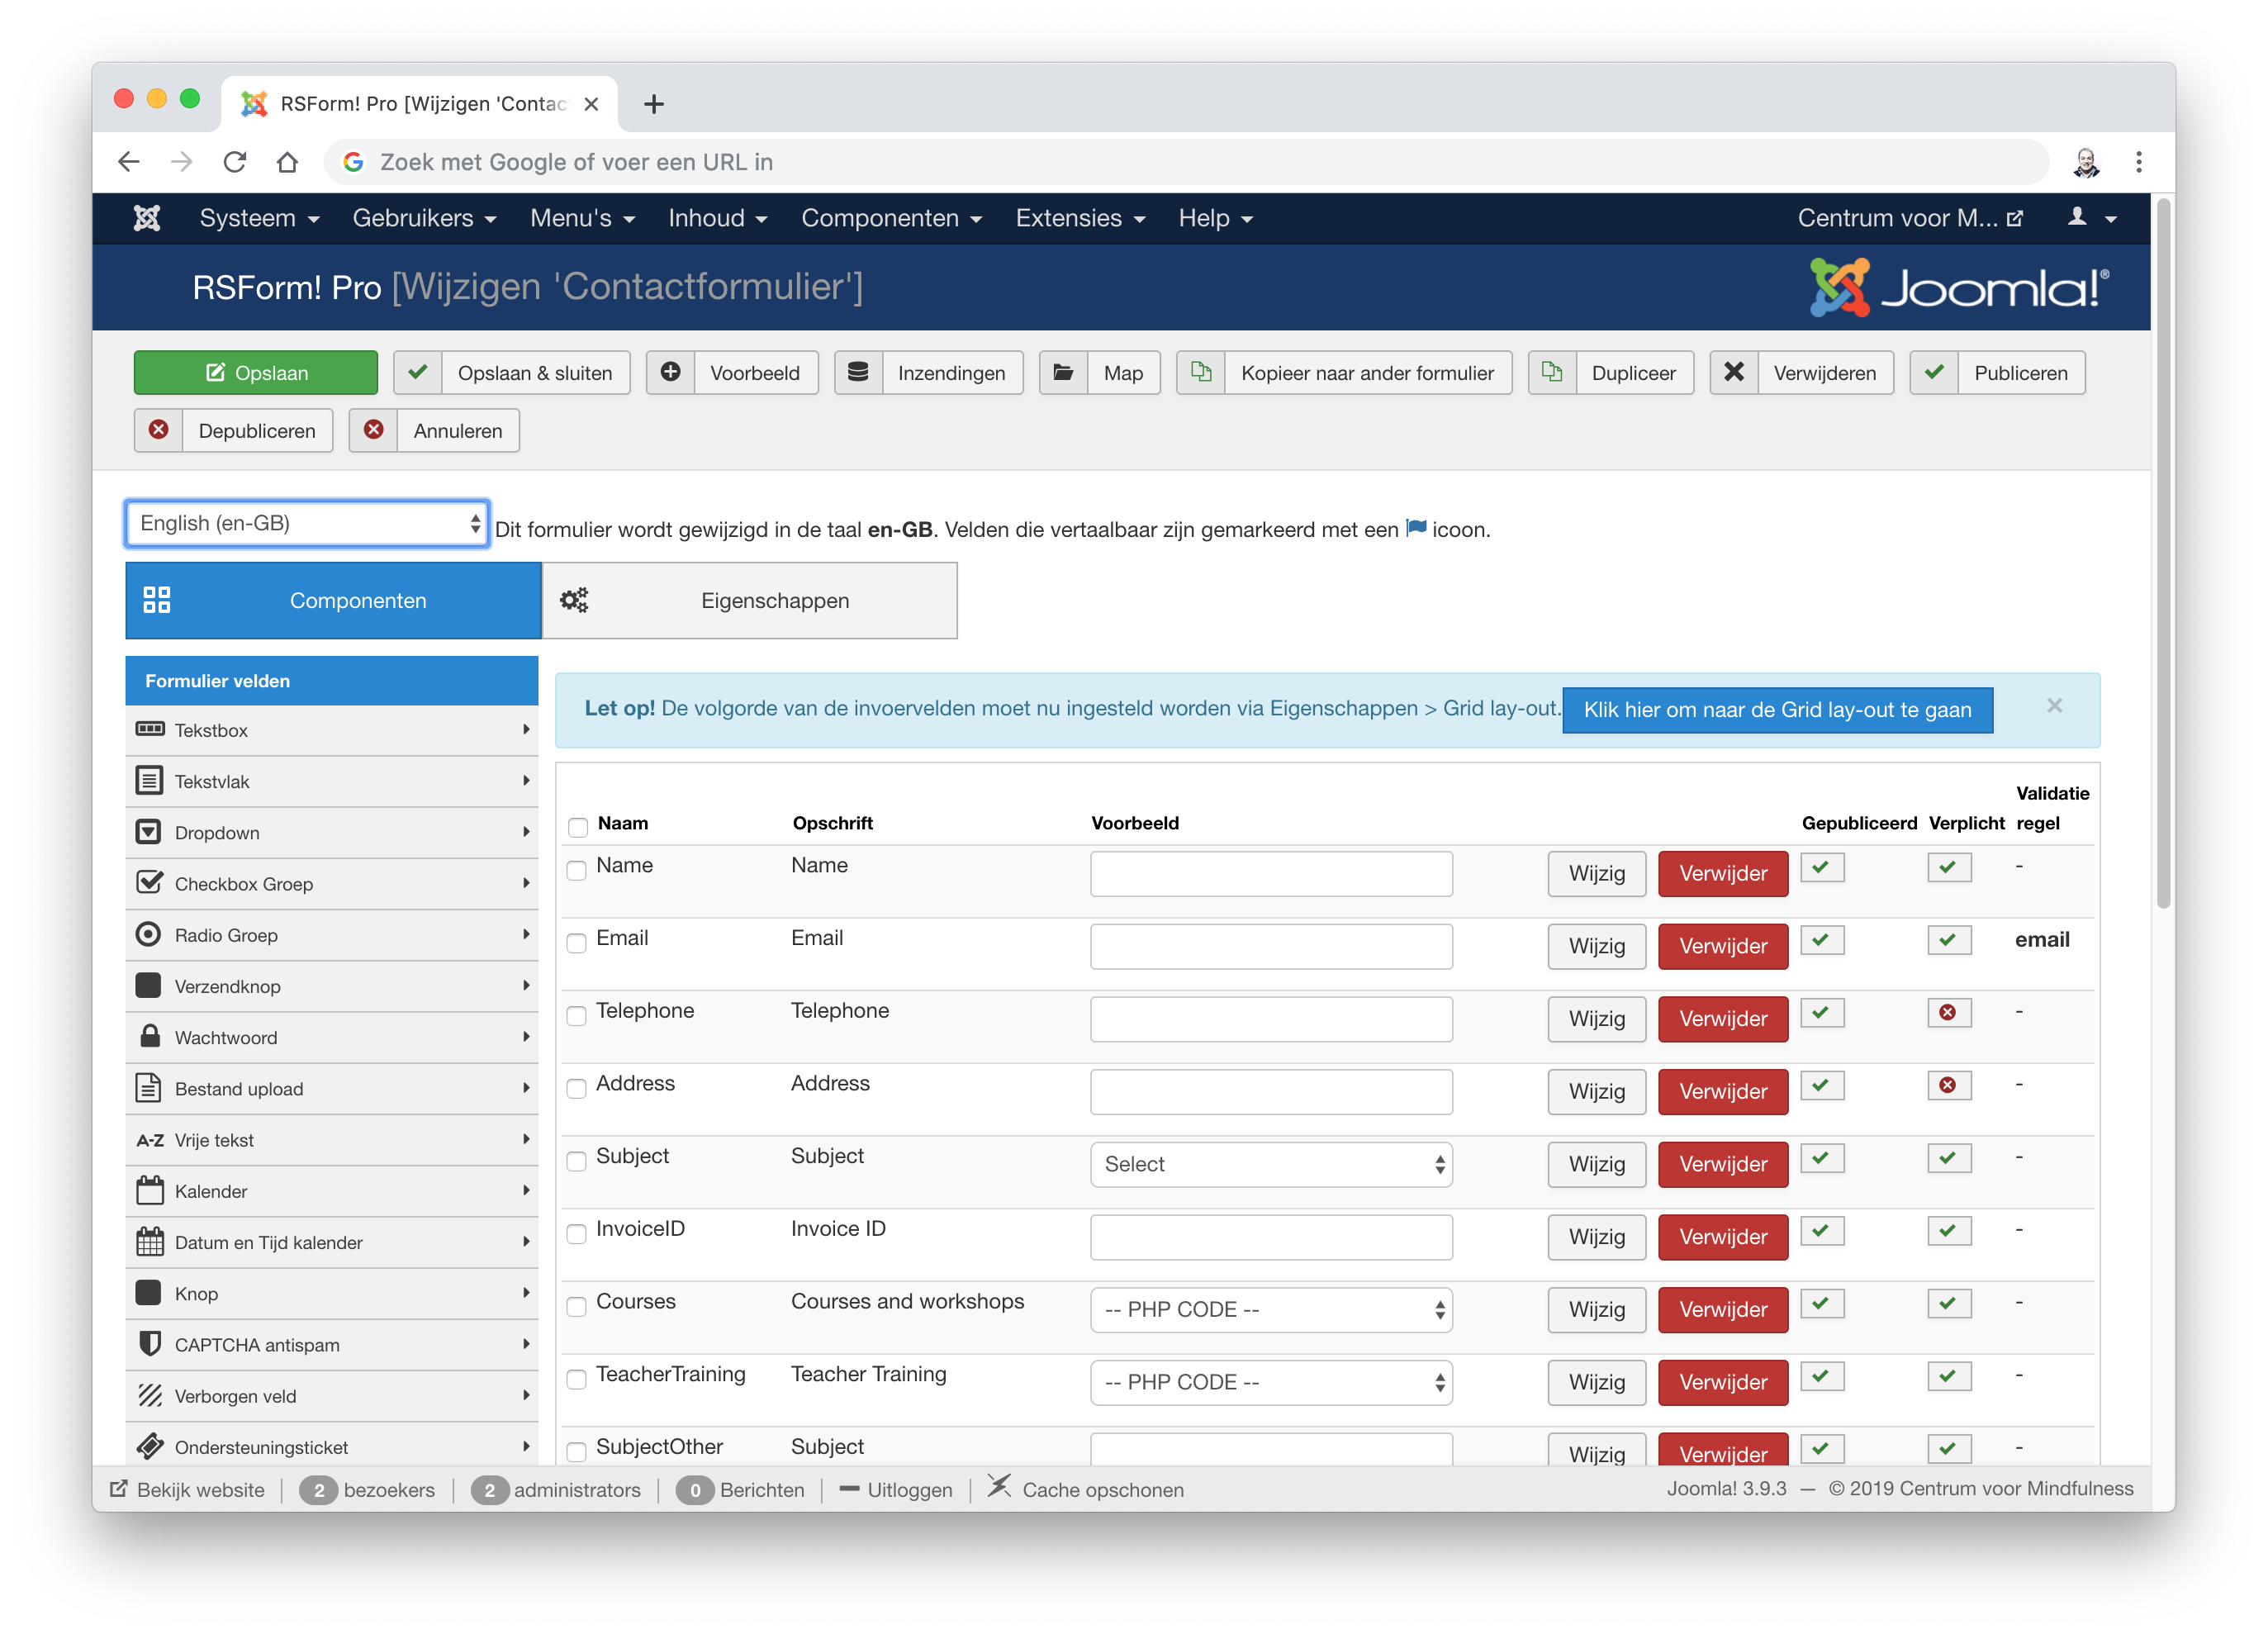 RSForm! Pro [Wijzigen 'Contac
Zoek met Google of voer een URL in
Systeem Gebruikers Menu's Inhoud Componenten Extensies Help Centrum voor M...
RSForm! Pro [Wijzigen 'Contactformulier'] Joomla!®
Opslaan Opslaan & sluiten Voorbeeld Inzendingen Map Kopieer naar ander formulier Dupliceer Verwijderen Publiceren
Depubliceren Annuleren
English (en-GB) Dit formulier wordt gewijzigd in de taal en-GB. Velden die vertaalbaar zijn gemarkeerd met een icoon.
Componenten Eigenschappen
Formulier velden
Tekstbox
Tekstvlak
Dropdown
Checkbox Groep
Radio Groep
Verzendknop
Wachtwoord
Bestand upload
A-Z Vrije tekst
Kalender
Datum en Tijd kalender
Knop
CAPTCHA antispam
Verborgen veld
Ondersteuningsticket
Let op! De volgorde van de invoervelden moet nu ingesteld worden via Eigenschappen > Grid lay-out. Klik hier om naar de Grid lay-out te gaan ×
Naam Opschrift Voorbeeld Gepubliceerd Verplicht Validatie regel
Name Name Wijzig Verwijder -
Email Email Wijzig Verwijder email
Telephone Telephone Wijzig Verwijder -
Address Address Wijzig Verwijder -
Subject Subject Select Wijzig Verwijder -
InvoiceID Invoice ID Wijzig Verwijder -
Courses Courses and workshops -- PHP CODE -- Wijzig Verwijder -
TeacherTraining Teacher Training -- PHP CODE -- Wijzig Verwijder -
SubjectOther Subject Wijzig Verwijder -
Bekijk website 2 bezoekers 2 administrators 0 Berichten Uitloggen Cache opschonen Joomla! 3.9.3 — © 2019 Centrum voor Mindfulness